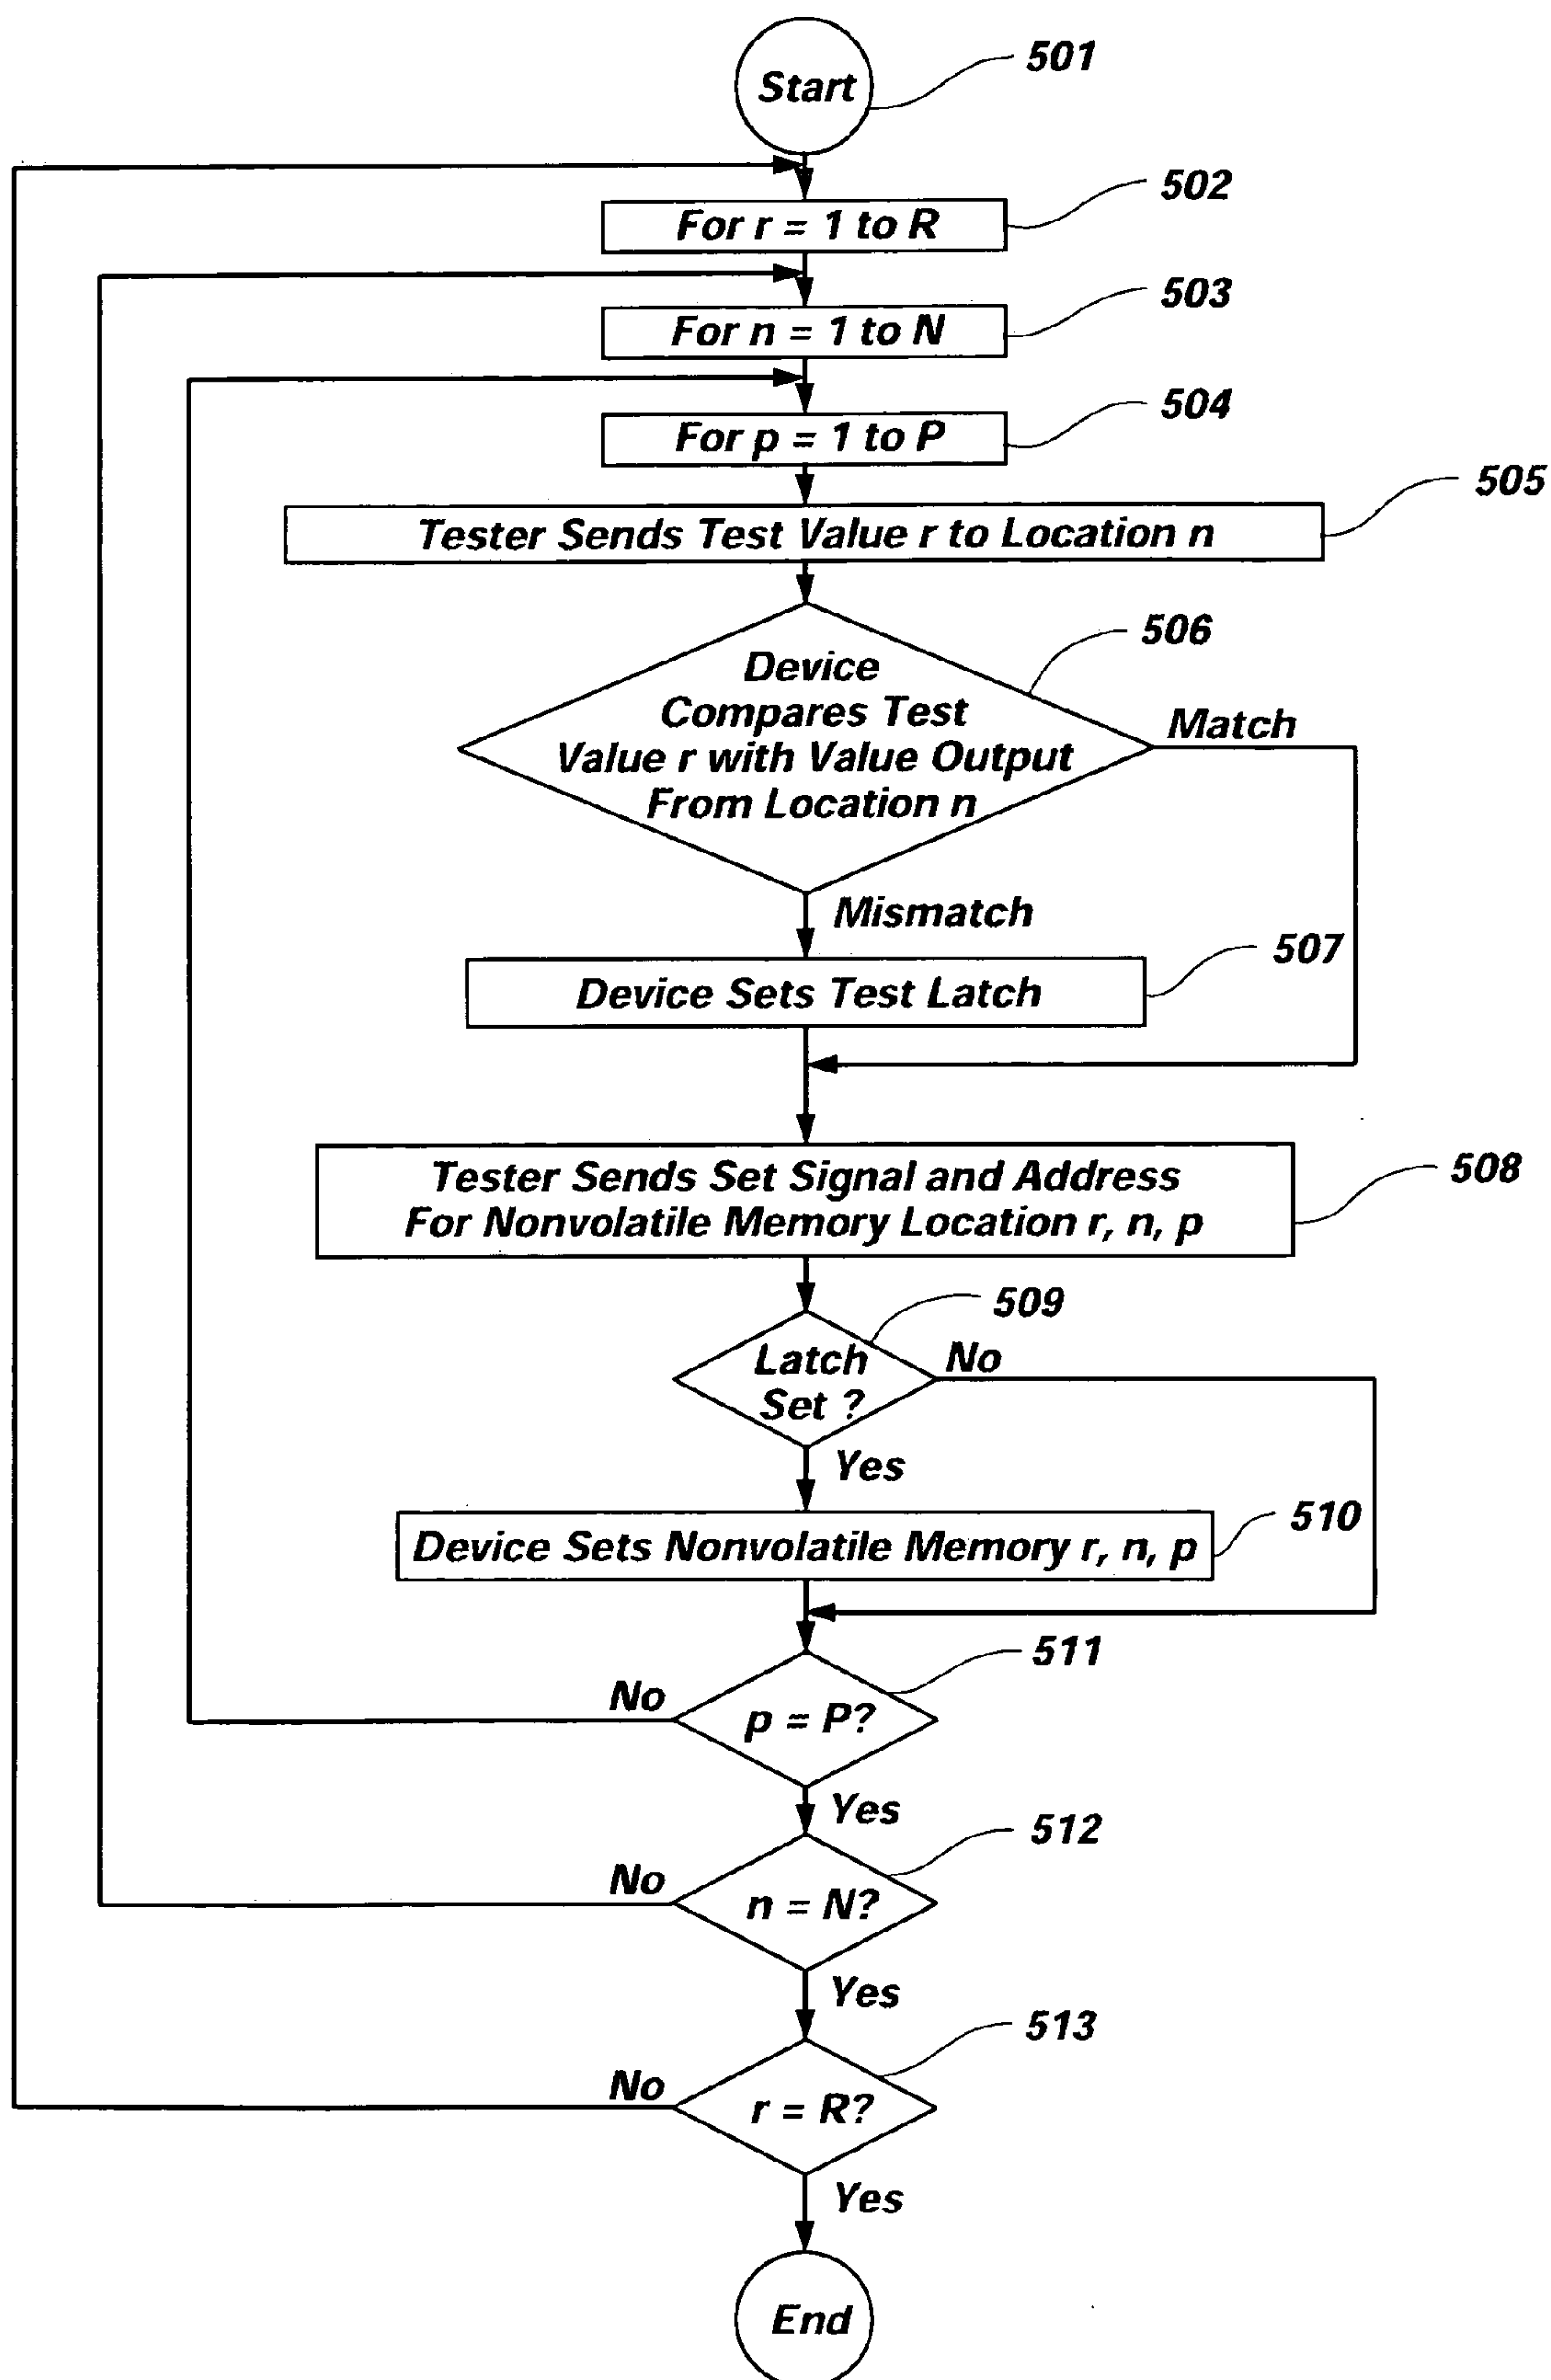 Start
501
502
For r = 1 to R
503
For n = 1 to N
504
For p = 1 to P
505
Tester Sends Test Value r to Location n
506
Device
Compares Test
Value r with Value Output
From Location n
Match
Mismatch
507
Device Sets Test Latch
508
Tester Sends Set Signal and Address
For Nonvolatile Memory Location r, n, p
509
Latch
Set ?
No
Yes
510
Device Sets Nonvolatile Memory r, n, p
511
No
p = P?
Yes
512
No
n = N?
Yes
513
No
r = R?
Yes
End